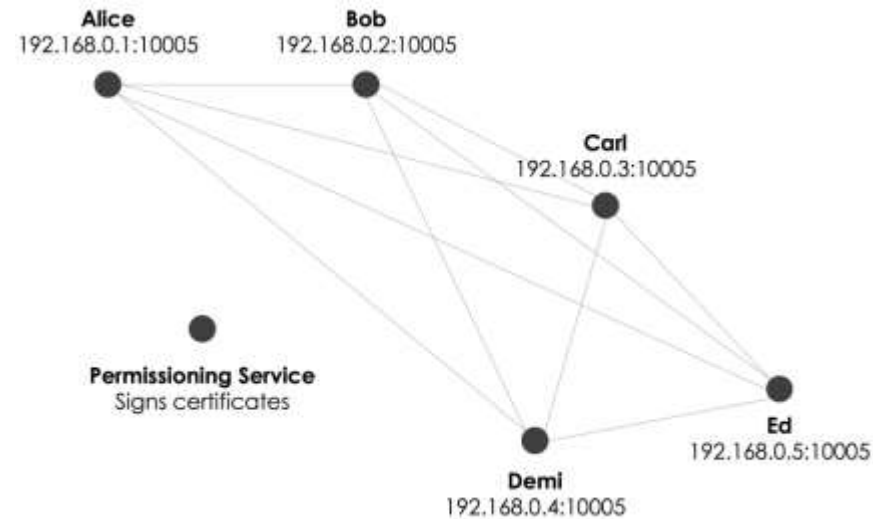 Alice
192.168.0.1:10005
Bob
192.168.0.2:10005
Carl
192.168.0.3:10005
Permissioning Service
Signs certificates
Ed
192.168.0.5:10005
Demi
192.168.0.4:10005